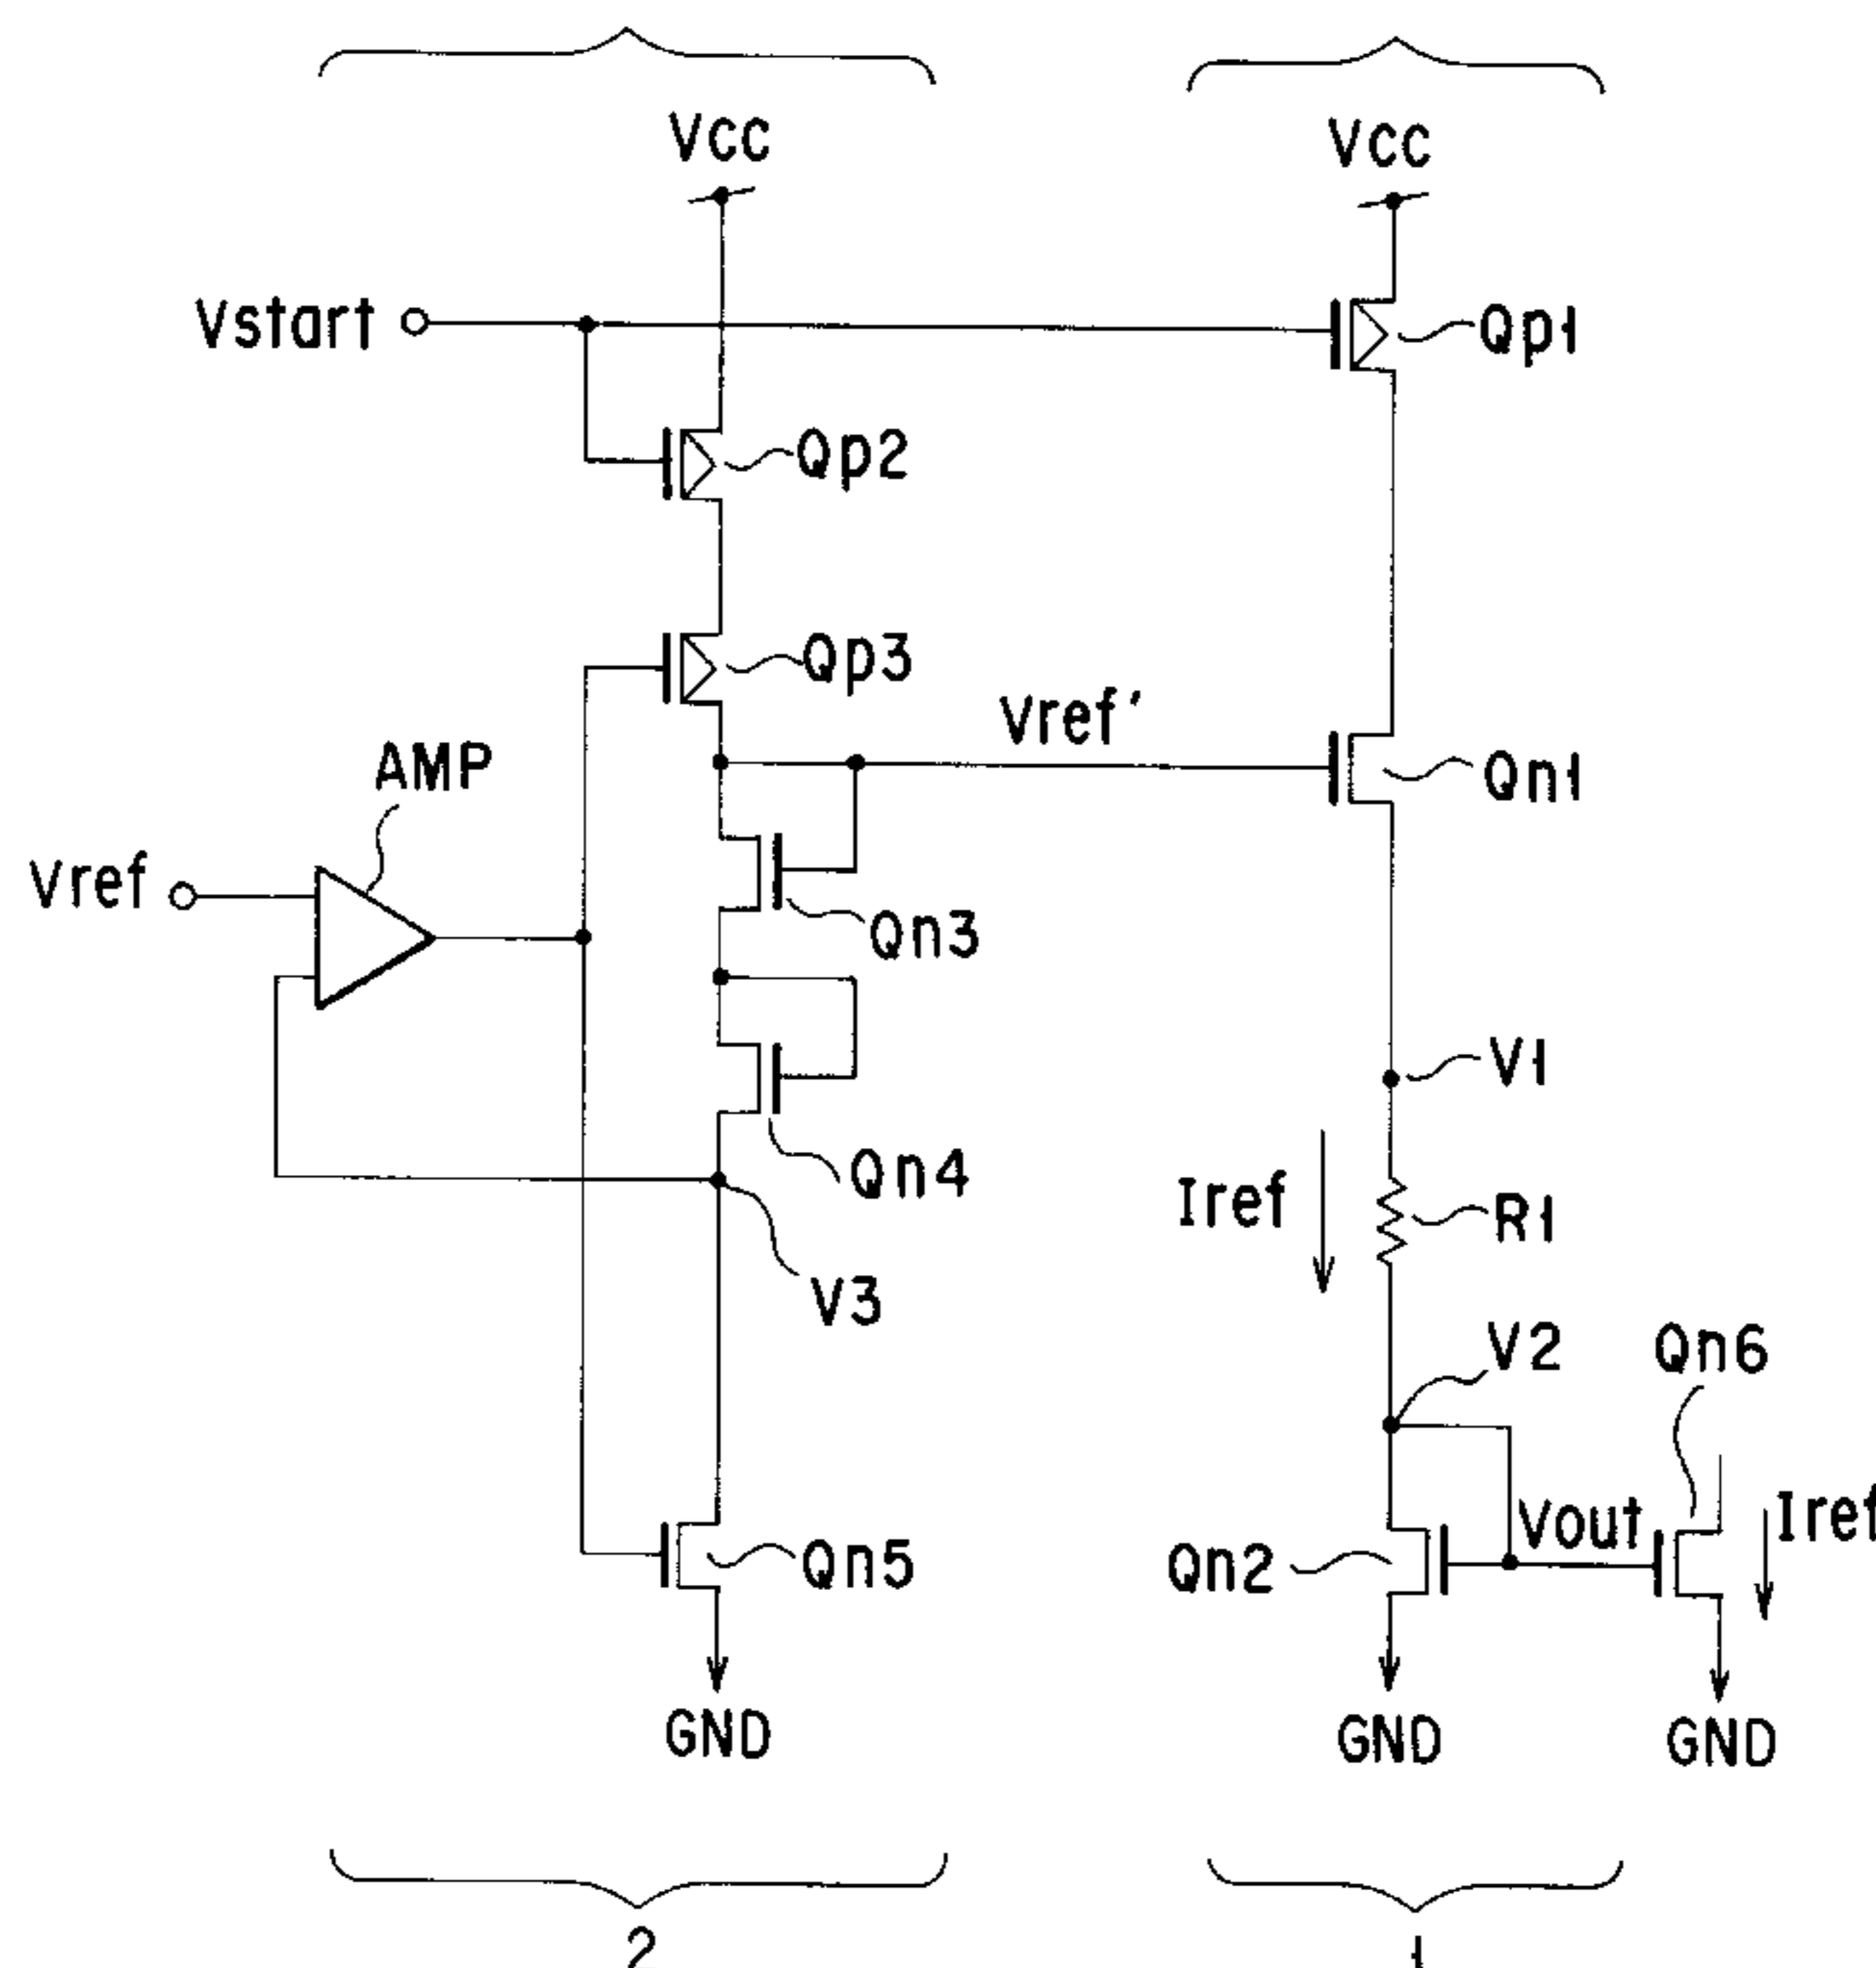 Vcc
Vcc
Vstart
Qp1
Qp2
Qp3
Vref'
AMP
Qn1
Vref
Qn3
V1
Qn4
Iref
R1
V3
V2
Qn6
Vout
Iref
Qn5
Qn2
GND
GND
GND
2
1